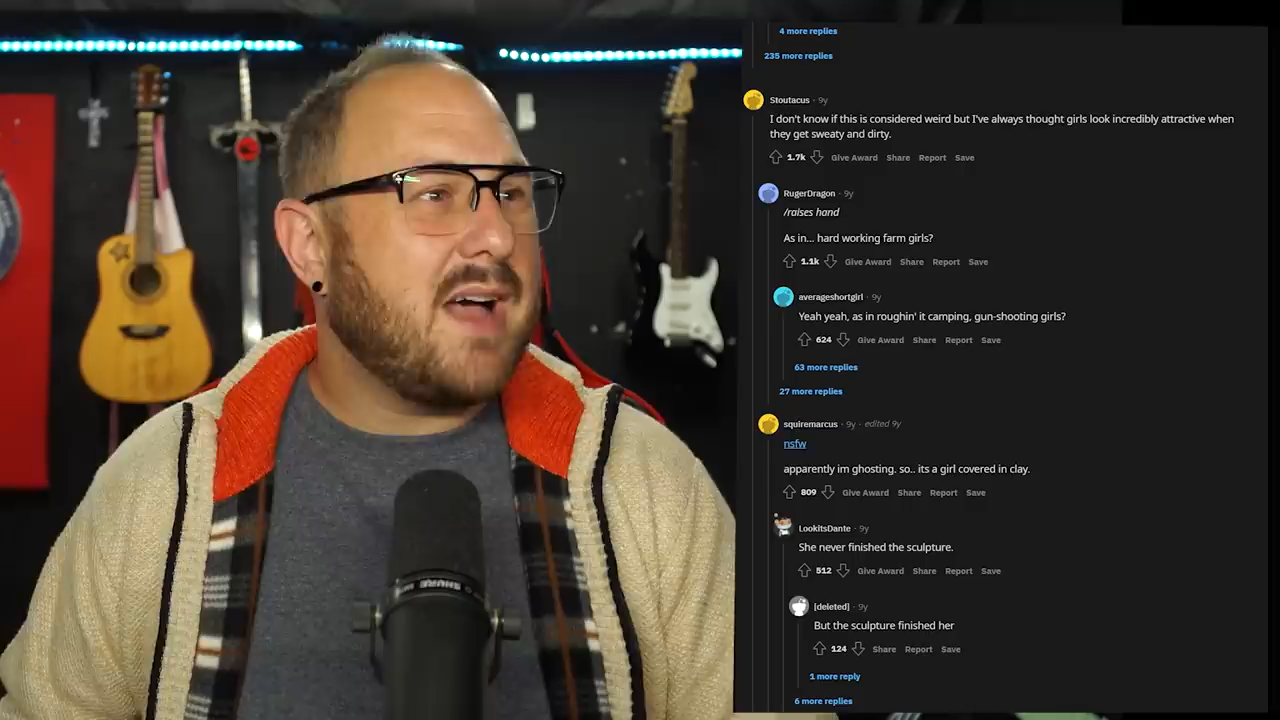 4 more replies
235 more replies
Stoutacus · 9y
I don't know if this is considered weird but I've always thought girls look incredibly attractive when
they get sweaty and dirty.
1.7k Give Award Share Report Save
RugerDragon · 9y
/raises hand
As in... hard working farm girls?
1.1k Give Award Share Report Save
averageshortgirl · 9y
Yeah yeah, as in roughin' it camping, gun-shooting girls?
624 Give Award Share Report Save
63 more replies
27 more replies
squiremarcus · 9y · edited 9y
nsfw
apparently im ghosting. so.. its a girl covered in clay.
809 Give Award Share Report Save
LookitsDante · 9y
She never finished the sculpture.
512 Give Award Share Report Save
[deleted] · 9y
But the sculpture finished her
124 Share Report Save
1 more reply
6 more replies
SHURE